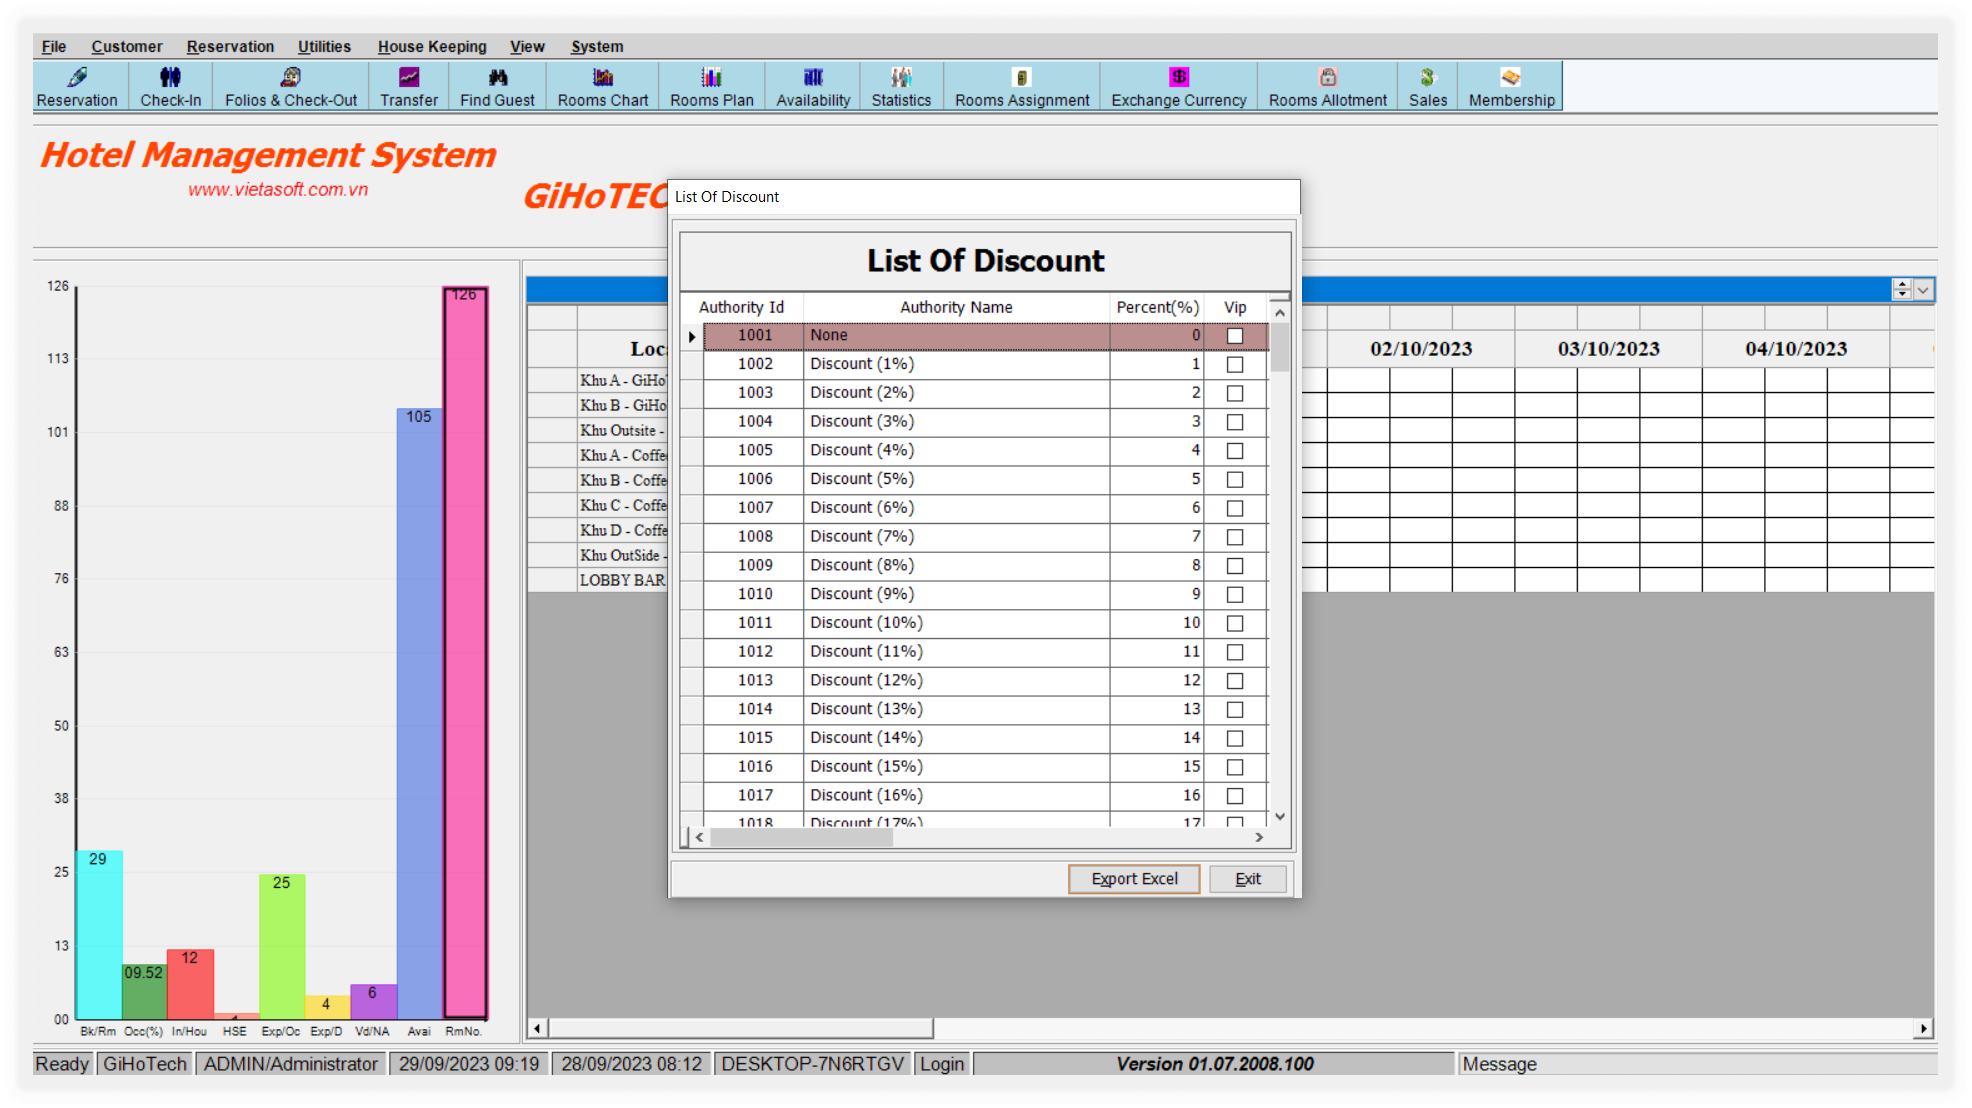 File Customer Reservation Utilities House Keeping View System
Reservation Check-In Folios & Check-Out Transfer Find Guest Rooms Chart Rooms Plan Availability Statistics Rooms Assignment Exchange Currency Rooms Allotment Sales Membership
Hotel Management System
www.vietasoft.com.vn
GiHoTEC
List Of Discount
List Of Discount
Authority Id Authority Name Percent(%) Vip
1001 None 0
1002 Discount (1%) 1
1003 Discount (2%) 2
1004 Discount (3%) 3
1005 Discount (4%) 4
1006 Discount (5%) 5
1007 Discount (6%) 6
1008 Discount (7%) 7
1009 Discount (8%) 8
1010 Discount (9%) 9
1011 Discount (10%) 10
1012 Discount (11%) 11
1013 Discount (12%) 12
1014 Discount (13%) 13
1015 Discount (14%) 14
1016 Discount (15%) 15
1017 Discount (16%) 16
1018 Discount (17%) 17
Export Excel Exit
126
113
101
88
76
63
50
38
25
13
00
29
09.52
12
25
4
6
105
126
Bk/Rm Occ(%) In/Hou HSE Exp/Oc Exp/D Vd/NA Avai RmNo.
02/10/2023 03/10/2023 04/10/2023
Khu A - GiHo
Khu B - GiHo
Khu Outsite -
Khu A - Coffe
Khu B - Coffe
Khu C - Coffe
Khu D - Coffe
Khu OutSide -
LOBBY BAR
Ready GiHoTech ADMIN/Administrator 29/09/2023 09:19 28/09/2023 08:12 DESKTOP-7N6RTGV Login Version 01.07.2008.100 Message